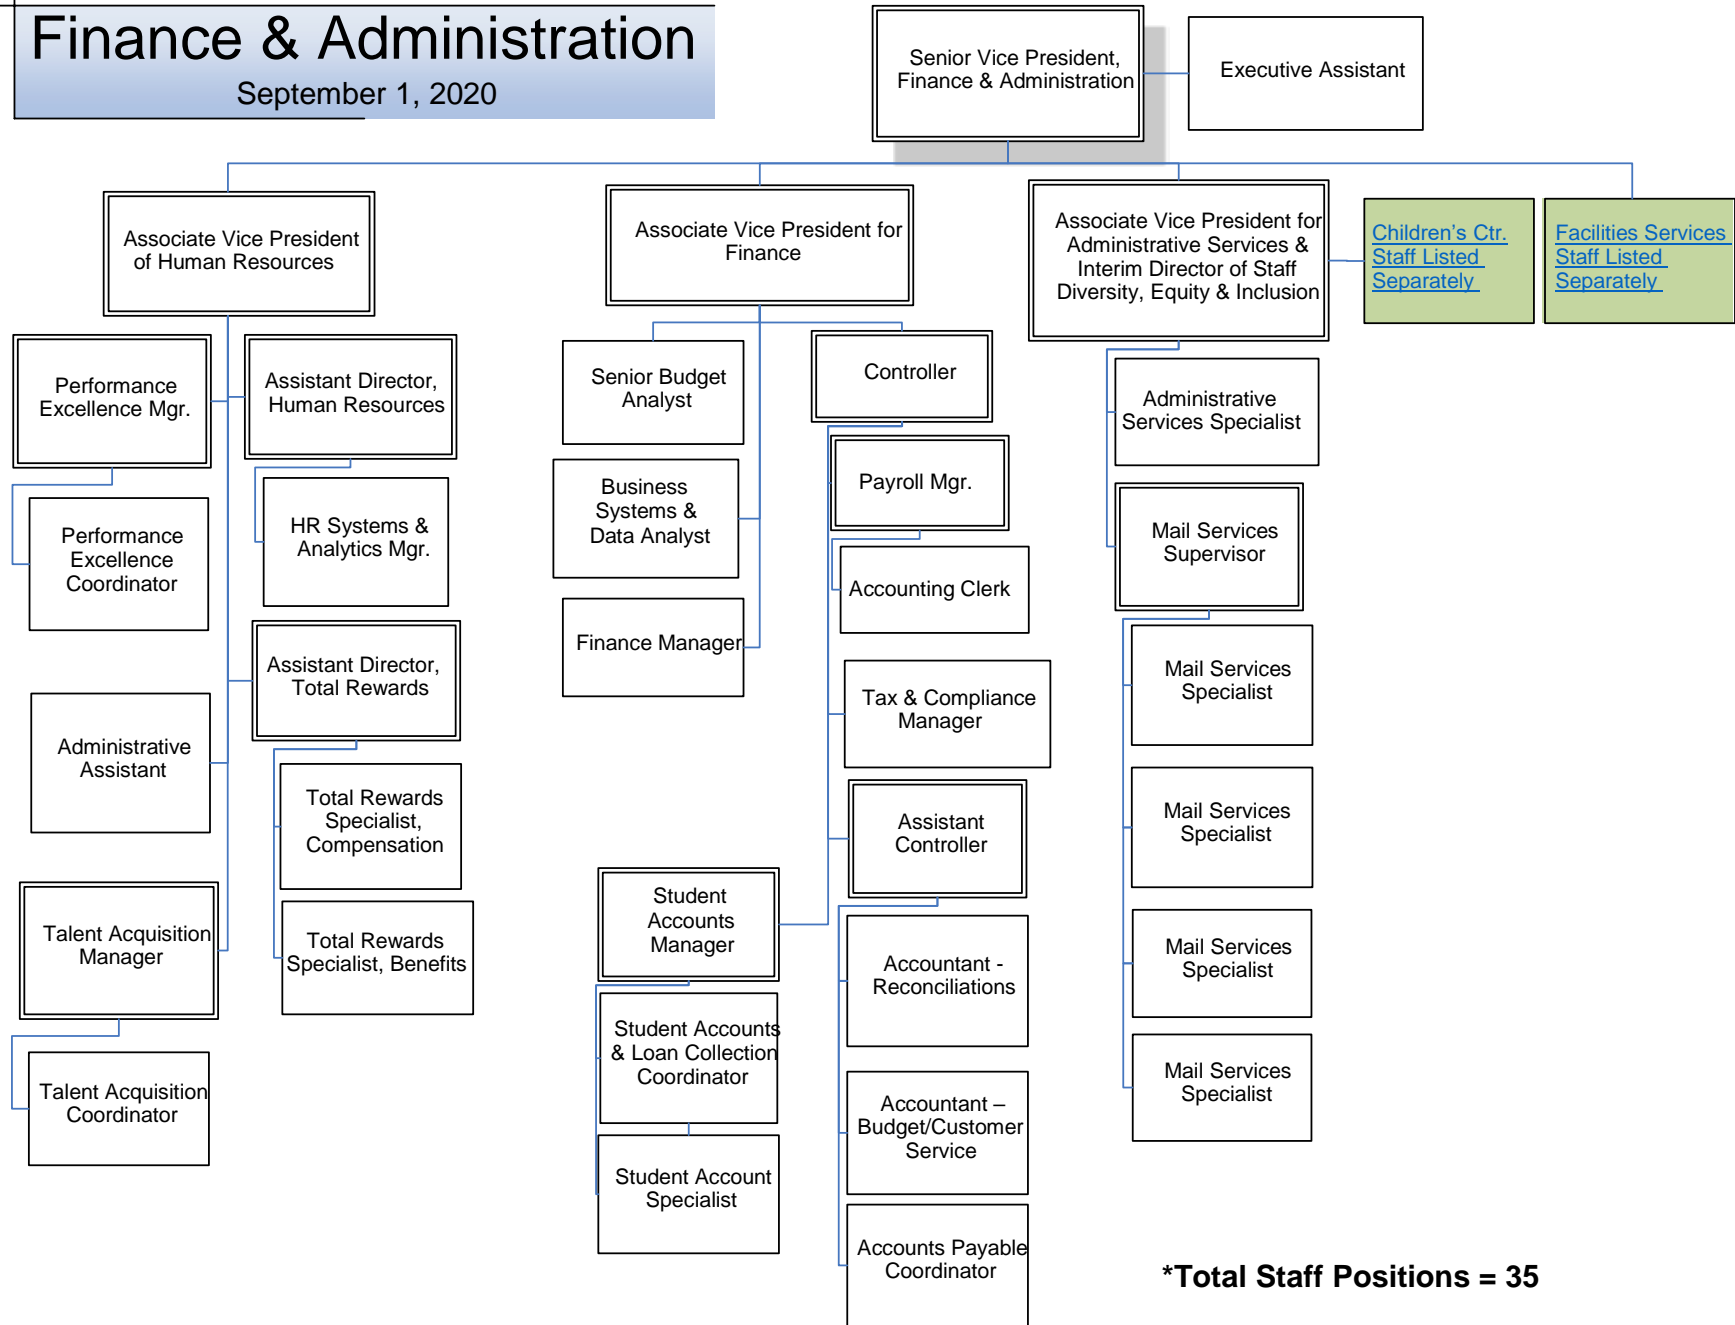 Finance & Administration
September 1, 2020
Senior Vice President,
Finance & Administration
Executive Assistant
Associate Vice President
of Human Resources
Associate Vice President for
Finance
Associate Vice President for
Administrative Services &
Interim Director of Staff
Diversity, Equity & Inclusion
Children's Ctr.
Staff Listed
Separately
Facilities Services
Staff Listed
Separately
Performance
Excellence Mgr.
Performance
Excellence
Coordinator
Administrative
Assistant
Talent Acquisition
Manager
Talent Acquisition
Coordinator
Assistant Director,
Human Resources
HR Systems &
Analytics Mgr.
Assistant Director,
Total Rewards
Total Rewards
Specialist,
Compensation
Total Rewards
Specialist, Benefits
Senior Budget
Analyst
Business
Systems &
Data Analyst
Finance Manager
Controller
Payroll Mgr.
Accounting Clerk
Tax & Compliance
Manager
Assistant
Controller
Accountant -
Reconciliations
Accountant –
Budget/Customer
Service
Accounts Payable
Coordinator
Student
Accounts
Manager
Student Accounts
& Loan Collection
Coordinator
Student Account
Specialist
Administrative
Services Specialist
Mail Services
Supervisor
Mail Services
Specialist
Mail Services
Specialist
Mail Services
Specialist
Mail Services
Specialist
*Total Staff Positions = 35